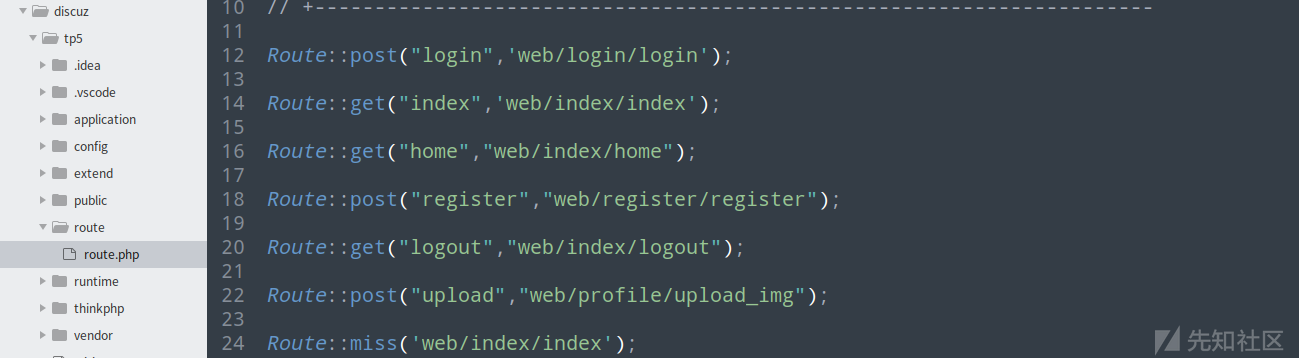 discuz
tp5
.idea
.vscode
application
config
extend
public
route
route.php
runtime
thinkphp
vendor
10 // +----------------------------------------------------------------------
11
12 Route::post("login",'web/login/login');
13
14 Route::get("index",'web/index/index');
15
16 Route::get("home","web/index/home");
17
18 Route::post("register","web/register/register");
19
20 Route::get("logout","web/index/logout");
21
22 Route::post("upload","web/profile/upload_img");
23
24 Route::miss('web/index/index');
先知社区